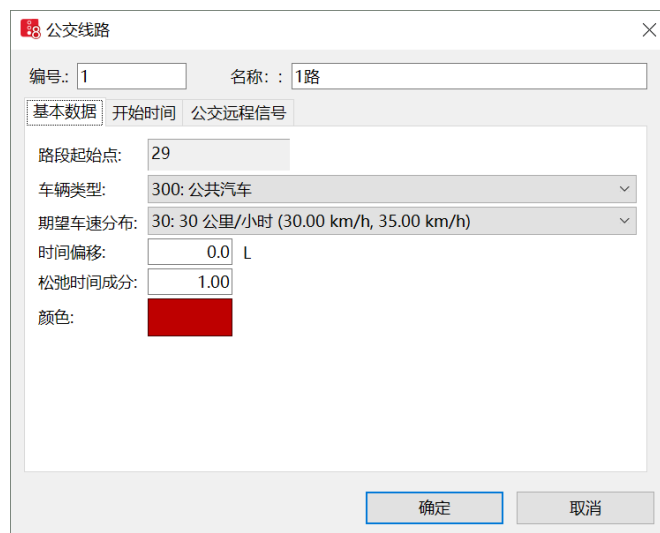 公交线路
编号.: 1 名称: : 1路
基本数据 开始时间 公交远程信号
路段起始点: 29
车辆类型: 300: 公共汽车
期望车速分布: 30: 30 公里/小时 (30.00 km/h, 35.00 km/h)
时间偏移: 0.0 L
松弛时间成分: 1.00
颜色:
确定 取消